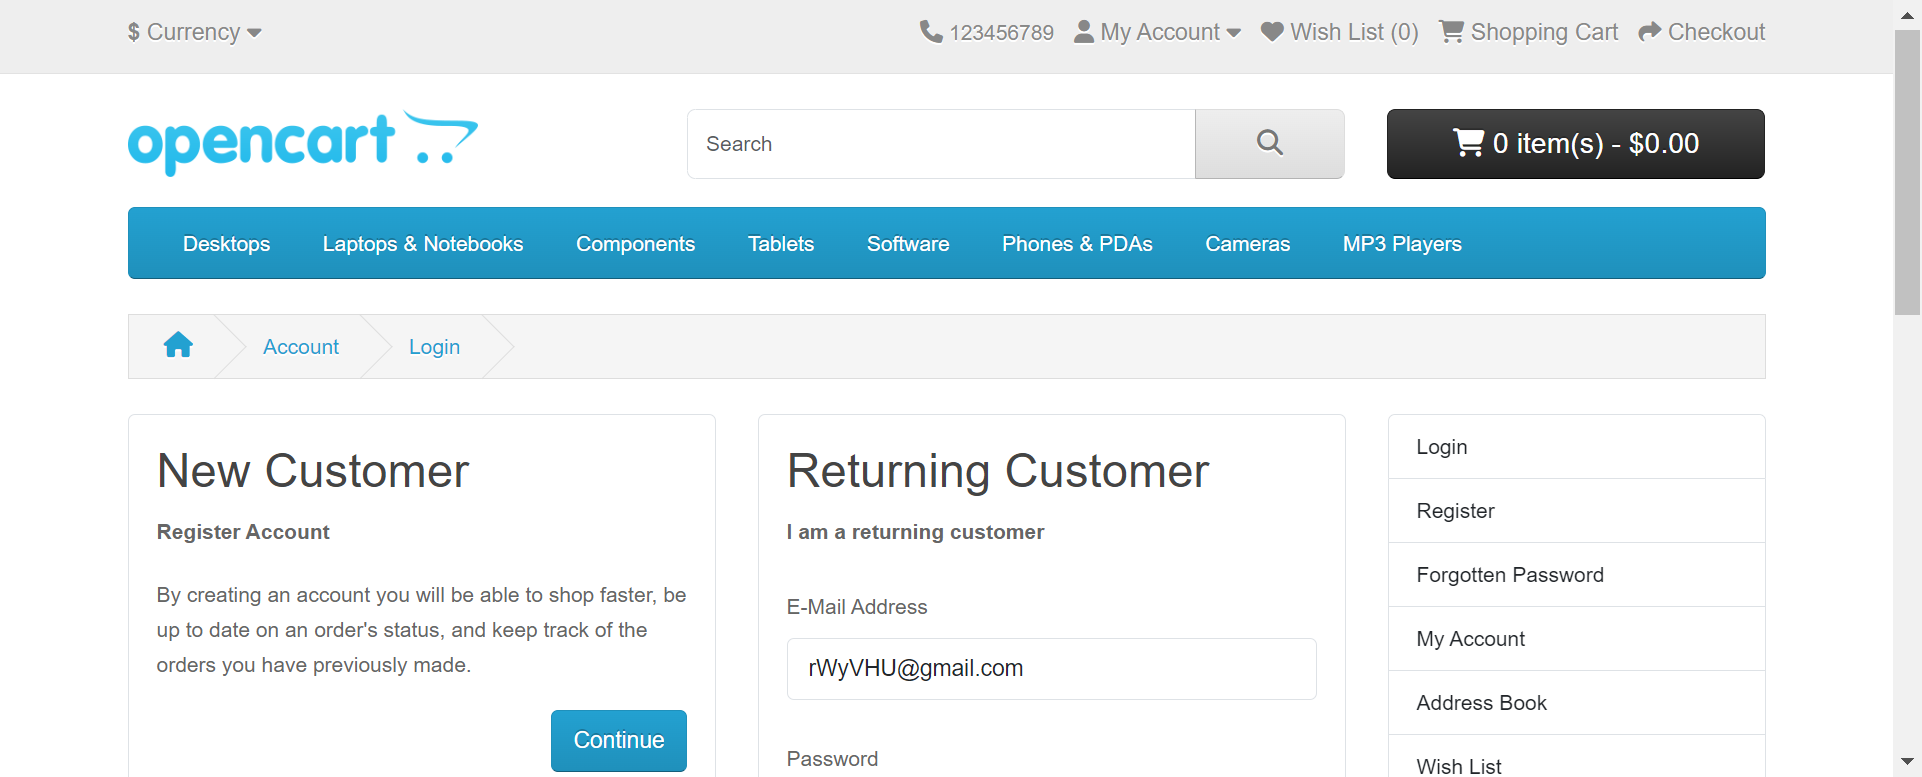 $ Currency
123456789 My Account Wish List (0) Shopping Cart Checkout
opencart
Search
0 item(s) - $0.00
Desktops Laptops & Notebooks Components Tablets Software Phones & PDAs Cameras MP3 Players
Account Login
New Customer
Register Account
By creating an account you will be able to shop faster, be
up to date on an order's status, and keep track of the
orders you have previously made.
Continue
Returning Customer
I am a returning customer
E-Mail Address
rWyVHU@gmail.com
Password
Login
Register
Forgotten Password
My Account
Address Book
Wish List